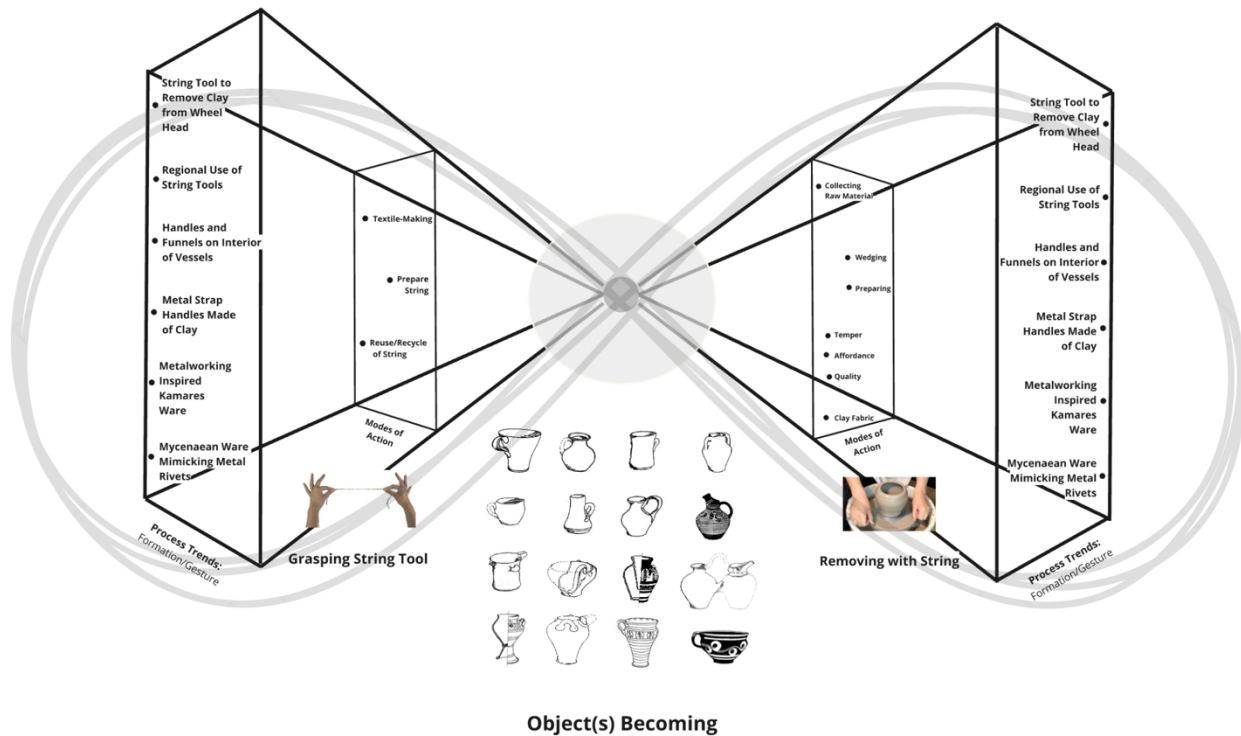 String Tool to
Remove Clay
from Wheel
Head
Regional Use of
String Tools
Handles and
Funnels on Interior
of Vessels
Metal Strap
Handles Made
of Clay
Metalworking
Inspired
Kamares
Ware
Mycenaean Ware
Mimicking Metal
Rivets
Process Trends:
Formation/Gesture
Textile-Making
Prepare
String
Reuse/Recycle
of String
Modes of
Action
Grasping String Tool
Collecting
Raw Material
Wedging
Preparing
Temper
Affordance
Quality
Clay Fabric
Modes of
Action
Removing with String
String Tool to
Remove Clay
from Wheel
Head
Regional Use of
String Tools
Handles and
Funnels on Interior
of Vessels
Metal Strap
Handles Made
of Clay
Metalworking
Inspired
Kamares
Ware
Mycenaean Ware
Mimicking Metal
Rivets
Process Trends:
Formation/Gesture
Object(s) Becoming